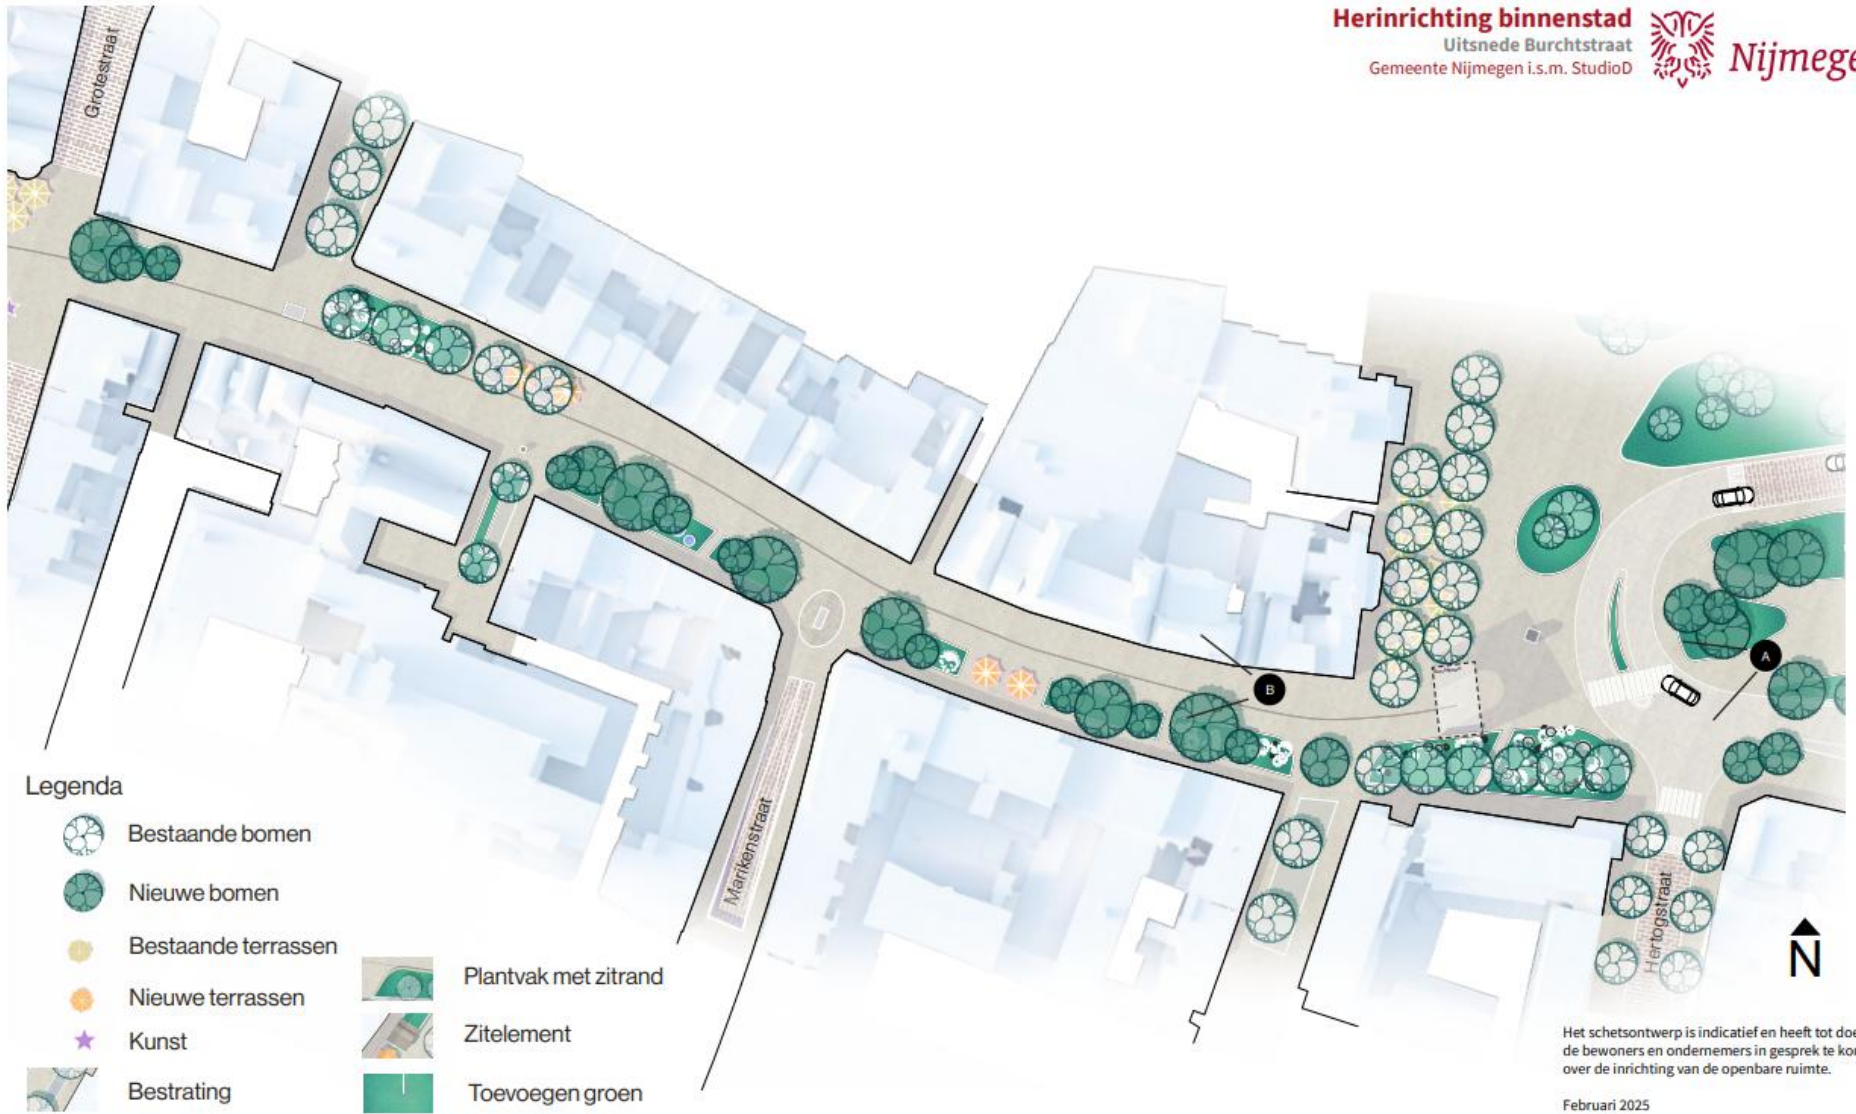 Herinrichting binnenstad
Uitsnede Burchtstraat
Gemeente Nijmegen i.s.m. StudioD
Nijmege
Grotestraat
B
A
Marikenstraat
Hertogstraat
N
Legenda
Bestaande bomen
Nieuwe bomen
Bestaande terrassen
Nieuwe terrassen
Kunst
Bestrating
Plantvak met zitrand
Zitelement
Toevoegen groen
Het schetsontwerp is indicatief en heeft tot doe
de bewoners en ondernemers in gesprek te ko
over de inrichting van de openbare ruimte.
Februari 2025